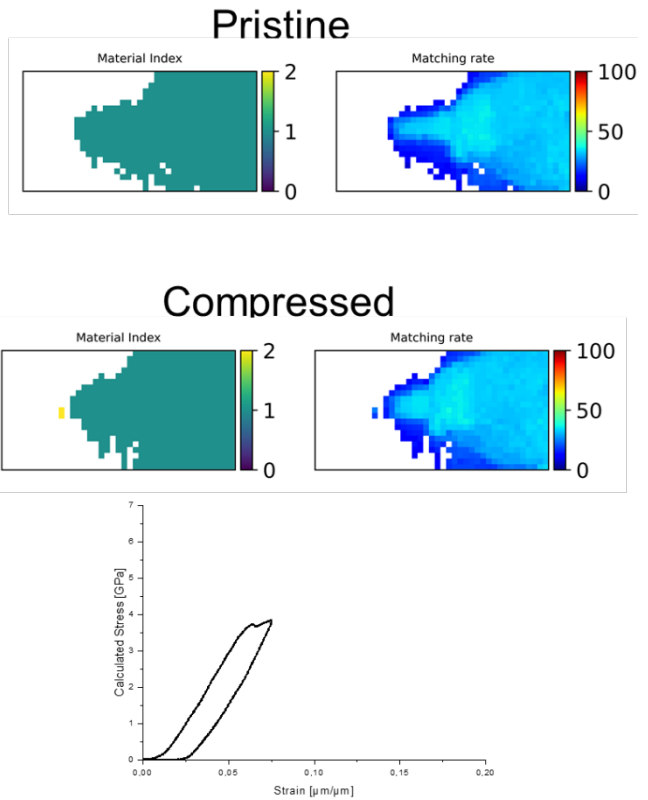 Pristine
Material Index
Matching rate
2
1
0
100
50
0
Compressed
Material Index
Matching rate
2
1
0
100
50
0
7
6
5
4
3
2
1
0
Calculated Stress [GPa]
0,00 0,05 0,10 0,15 0,20
Strain [µm/µm]